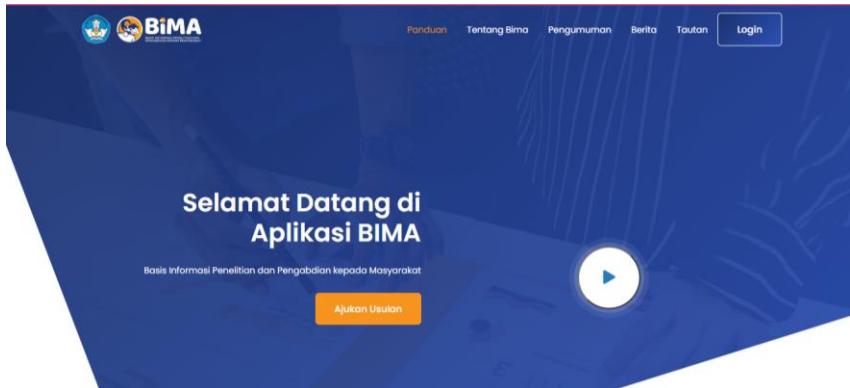 BiMA
Panduan Tentang Bima Pengumuman Berita Tautan Login
Selamat Datang di
Aplikasi BIMA
Basis Informasi Penelitian dan Pengabdian kepada Masyarakat
Ajukan Usulan